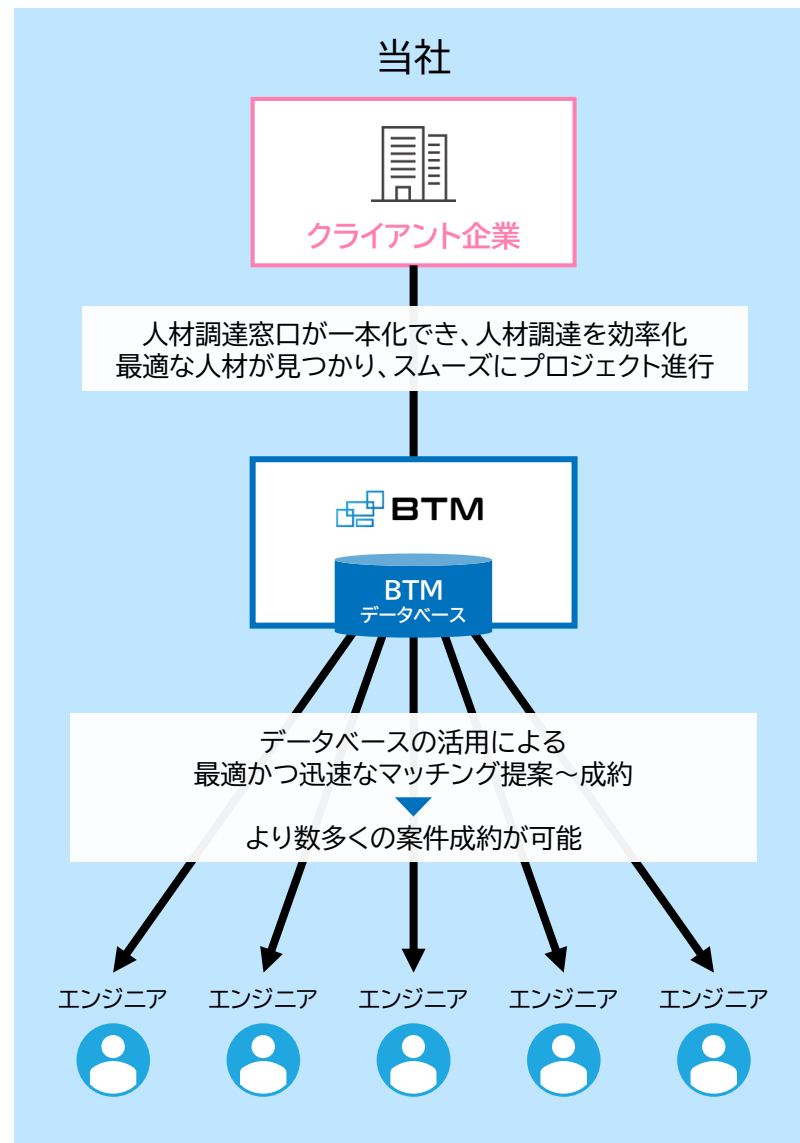 当社
クライアント企業
人材調達窓口が一本化でき、人材調達を効率化
最適な人材が見つかり、スムーズにプロジェクト進行
BTM
BTM
データベース
データベースの活用による
最適かつ迅速なマッチング提案～成約
より数多くの案件成約が可能
エンジニア エンジニア エンジニア エンジニア エンジニア